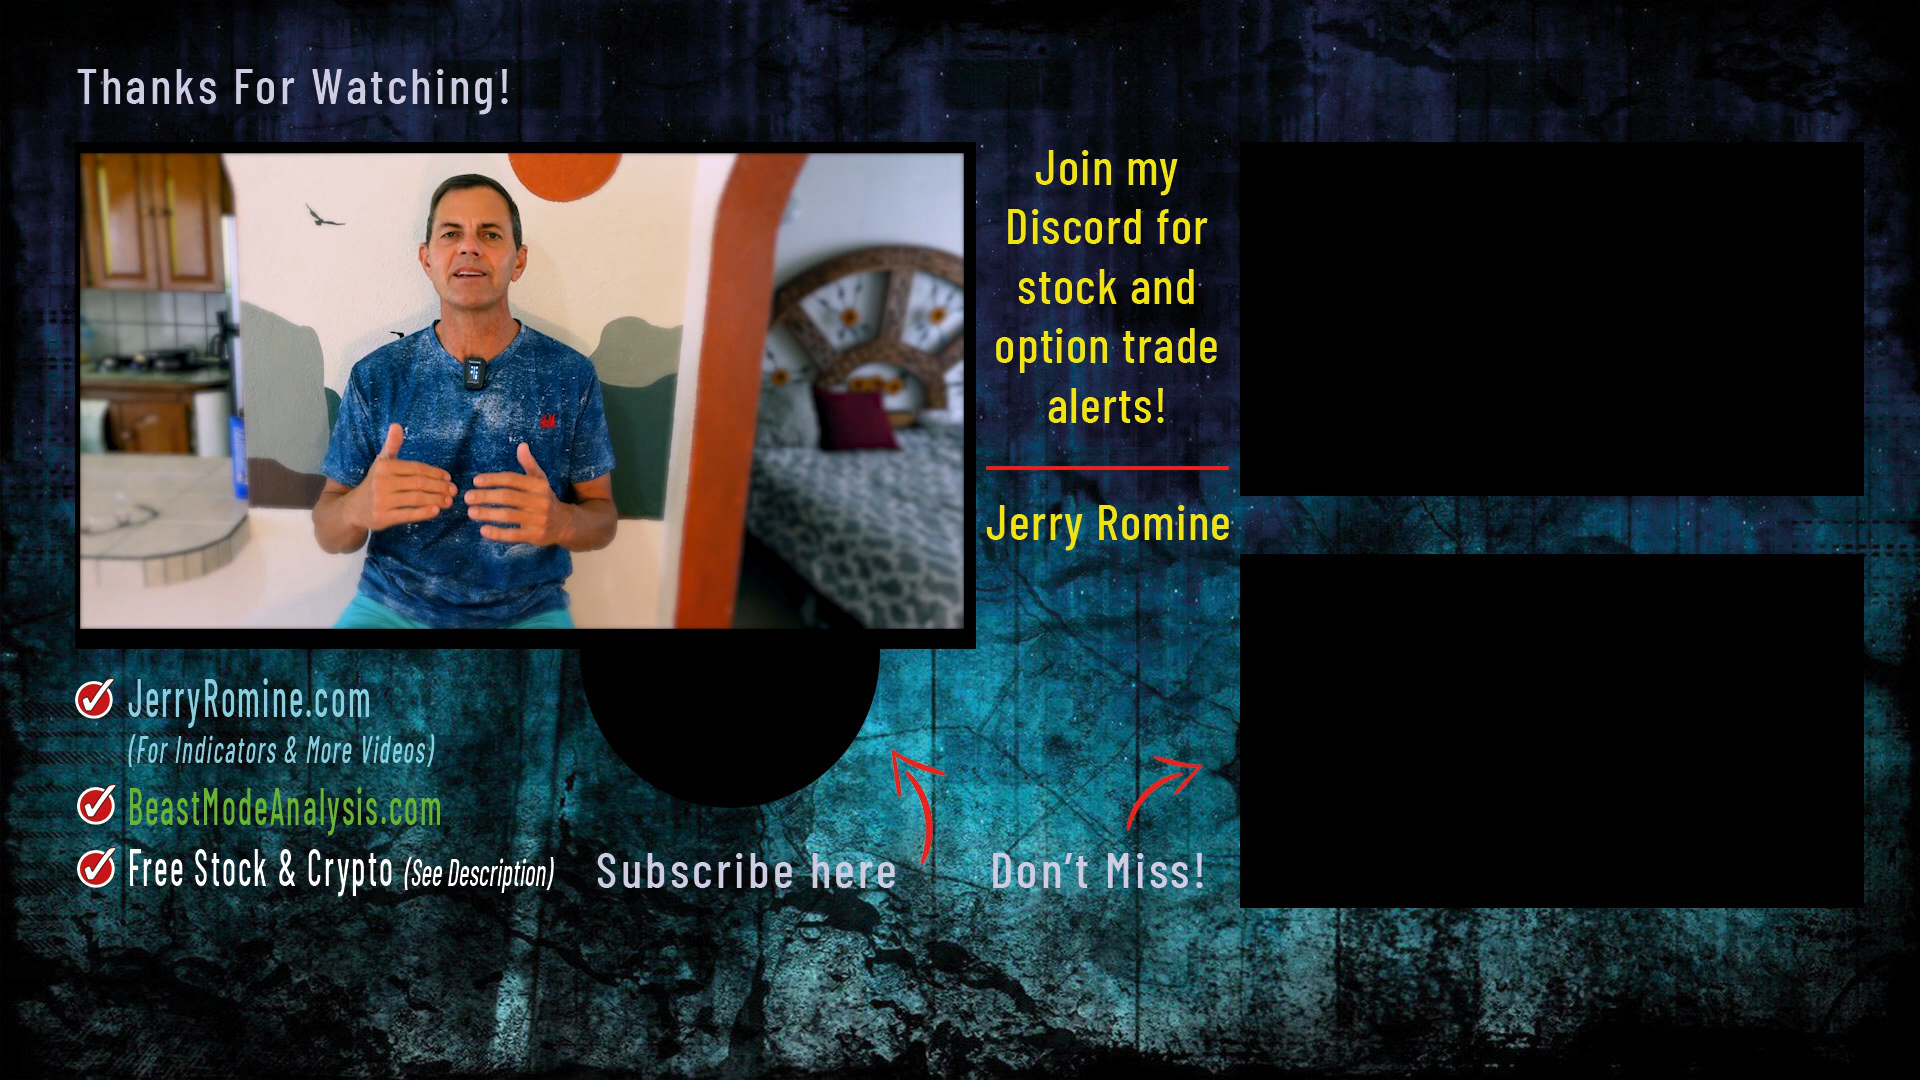 Thanks For Watching!
Join my
Discord for
stock and
option trade
alerts!
Jerry Romine
JerryRomine.com
(For Indicators & More Videos)
BeastModeAnalysis.com
Free Stock & Crypto (See Description)
Subscribe here
Don't Miss!